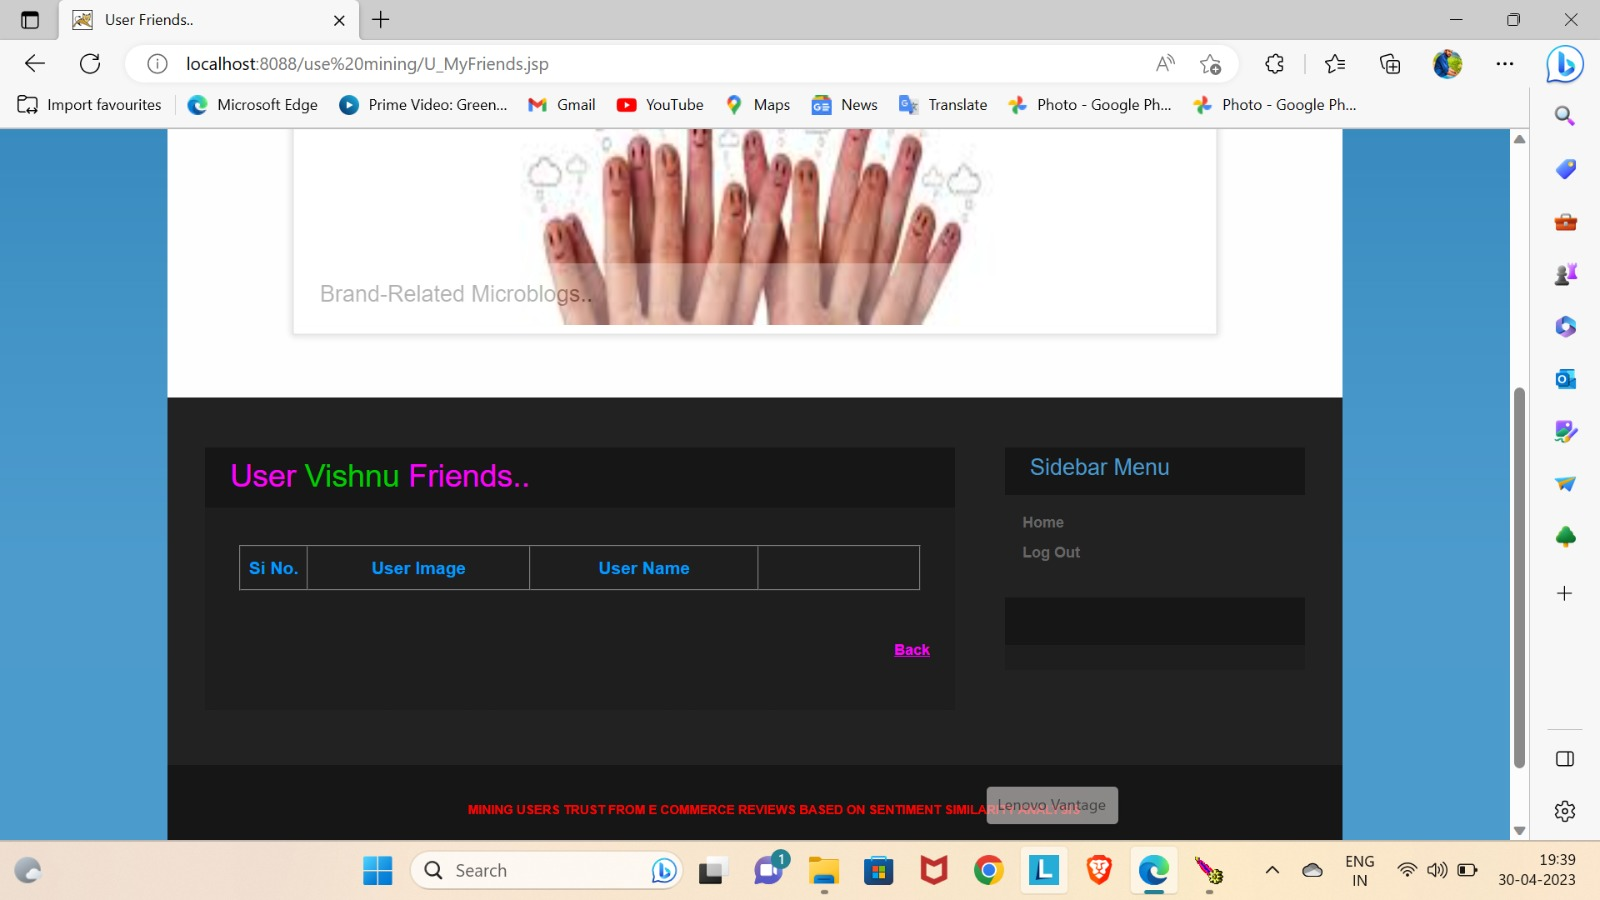 User Friends..
localhost:8088/use%20mining/U_MyFriends.jsp
Import favourites
Microsoft Edge
Prime Video: Green...
Gmail
YouTube
Maps
News
Translate
Photo - Google Ph...
Photo - Google Ph...
Brand-Related Microblogs..
User Vishnu Friends..
Sidebar Menu
Home
Log Out
Si No. User Image User Name
Back
MINING USERS TRUST FROM E COMMERCE REVIEWS BASED ON SENTIMENT SIMILARITY ANALYSIS
Lenovo Vantage
Search
1
ENG
IN
19:39
30-04-2023